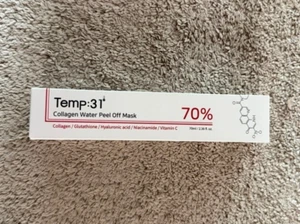 Temp:31°
Collagen Water Peel Off Mask
70%
Collagen / Glutathione / Hyaluronic acid / Niacinamide / Vitamin C